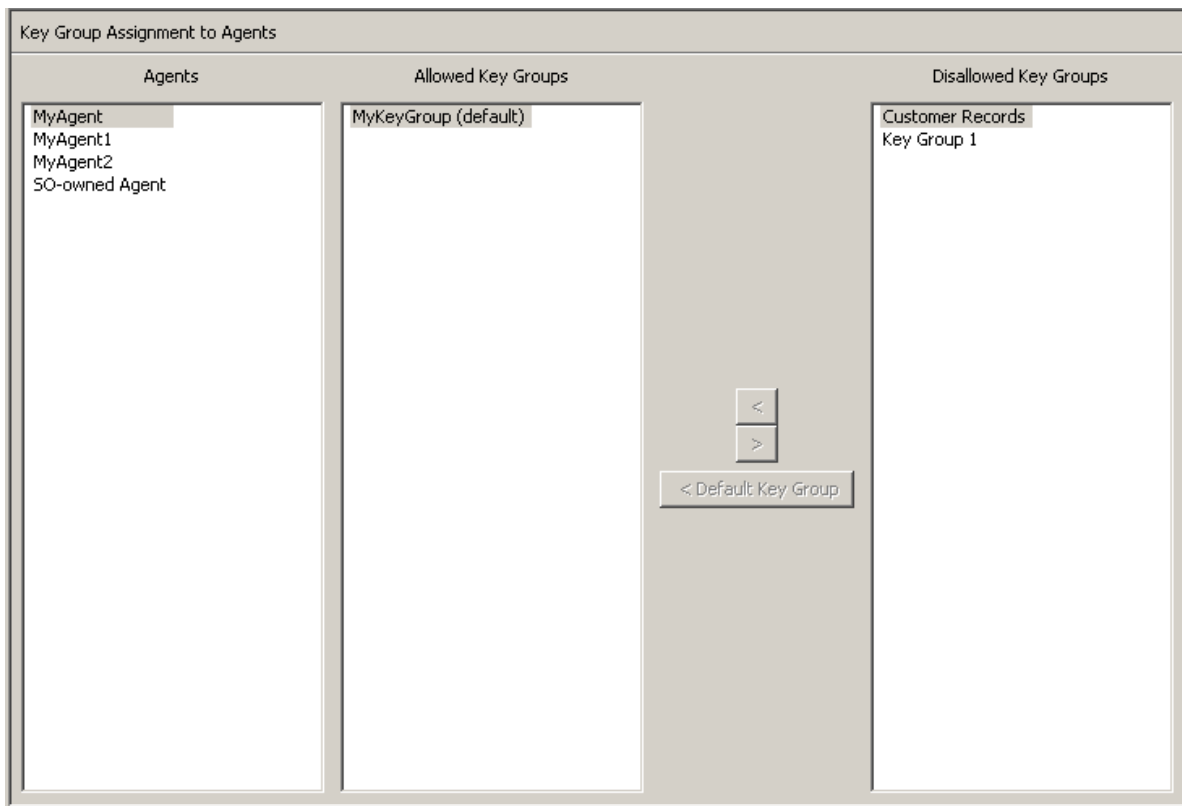 Key Group Assignment to Agents
Agents
Allowed Key Groups
Disallowed Key Groups
MyAgent
MyAgent1
MyAgent2
SO-owned Agent
MyKeyGroup (default)
<
>
< Default Key Group
Customer Records
Key Group 1